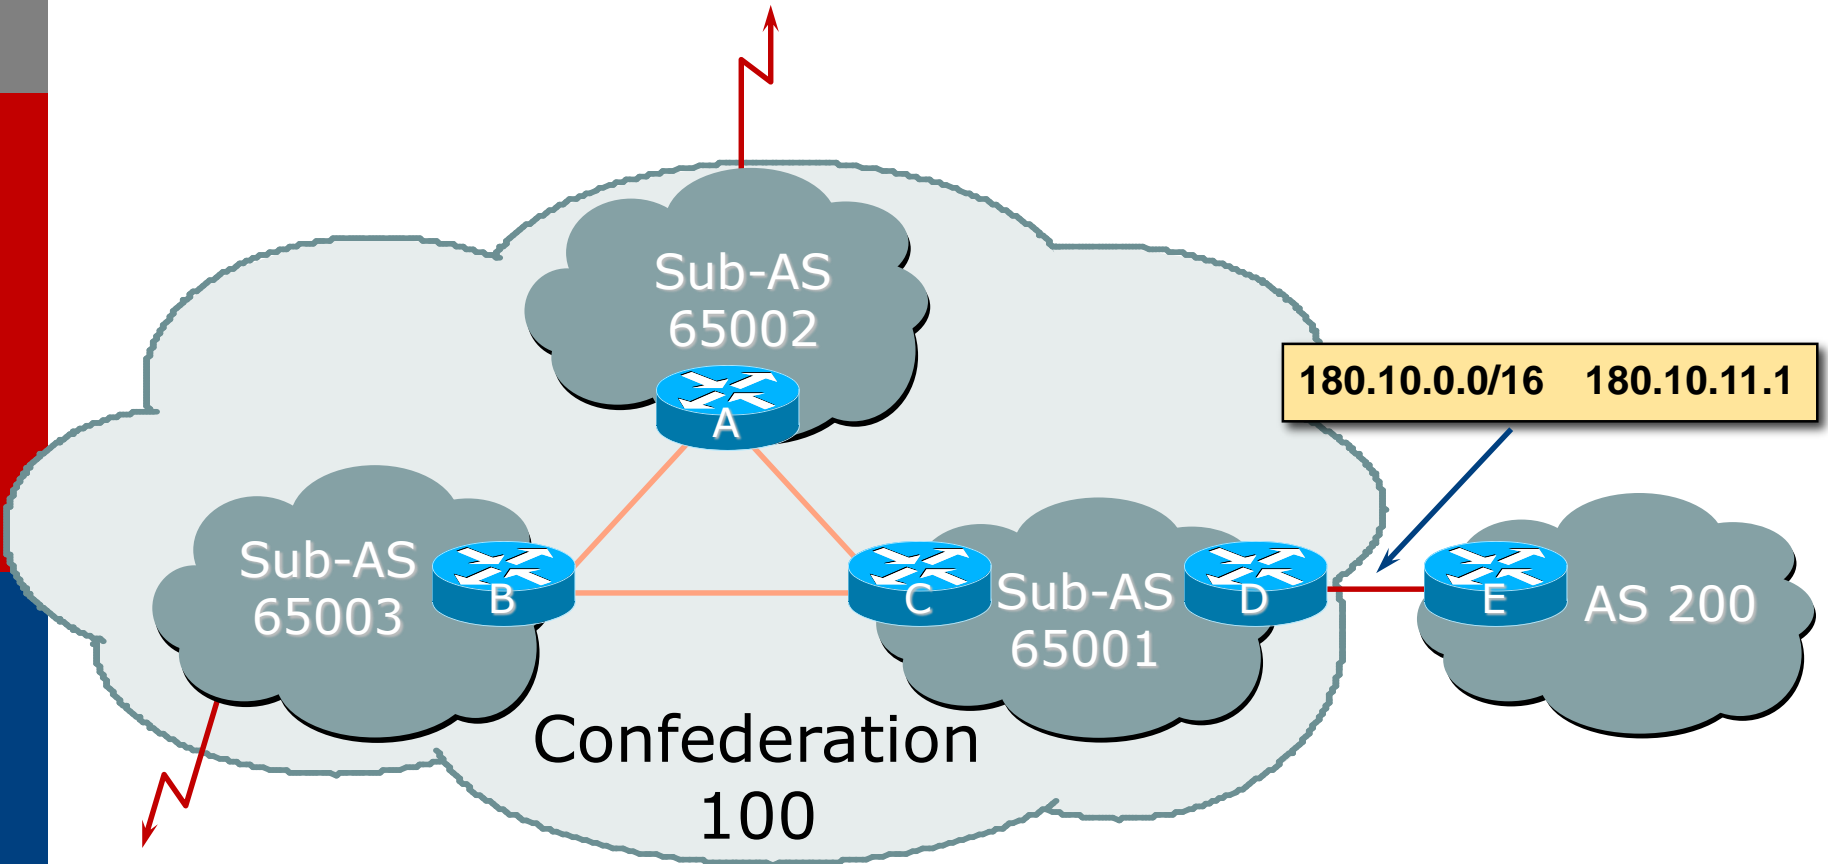 Sub-AS
65002
A
180.10.0.0/16 180.10.11.1
Sub-AS
65003
B
C
Sub-AS
65001
D
E
AS 200
Confederation
100